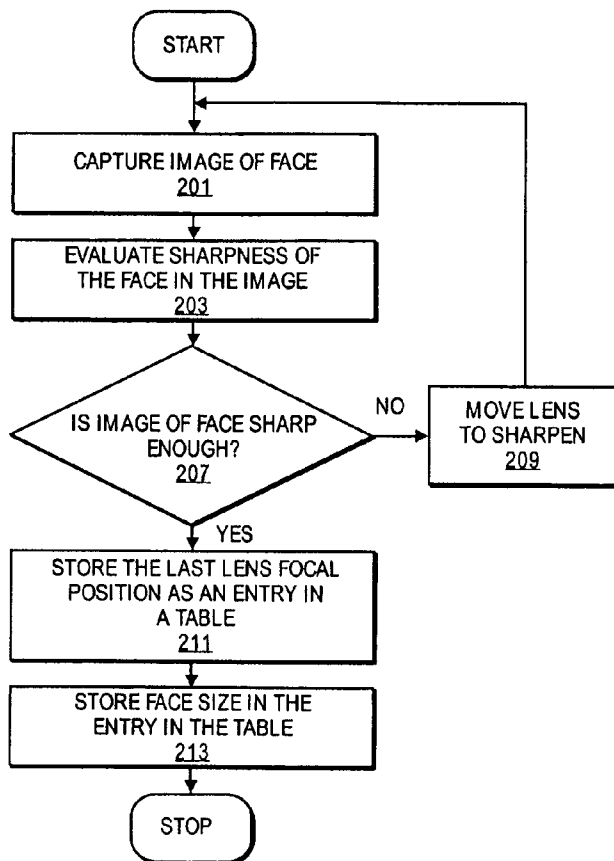 START
CAPTURE IMAGE OF FACE
201
EVALUATE SHARPNESS OF
THE FACE IN THE IMAGE
203
IS IMAGE OF FACE SHARP
ENOUGH?
207
NO
MOVE LENS
TO SHARPEN
209
YES
STORE THE LAST LENS FOCAL
POSITION AS AN ENTRY IN
A TABLE
211
STORE FACE SIZE IN THE
ENTRY IN THE TABLE
213
STOP